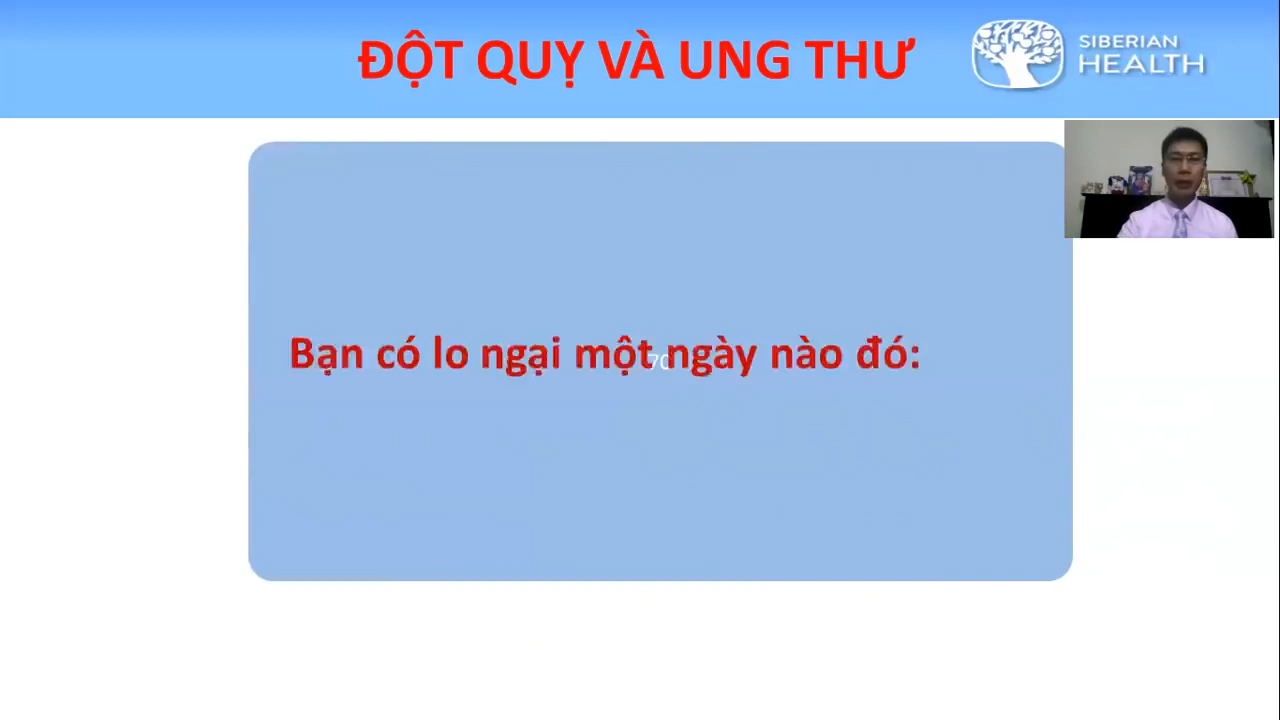 ĐỘT QUỴ VÀ UNG THƯ
SIBERIAN
HEALTH
Bạn có lo ngại một ngày nào đó: